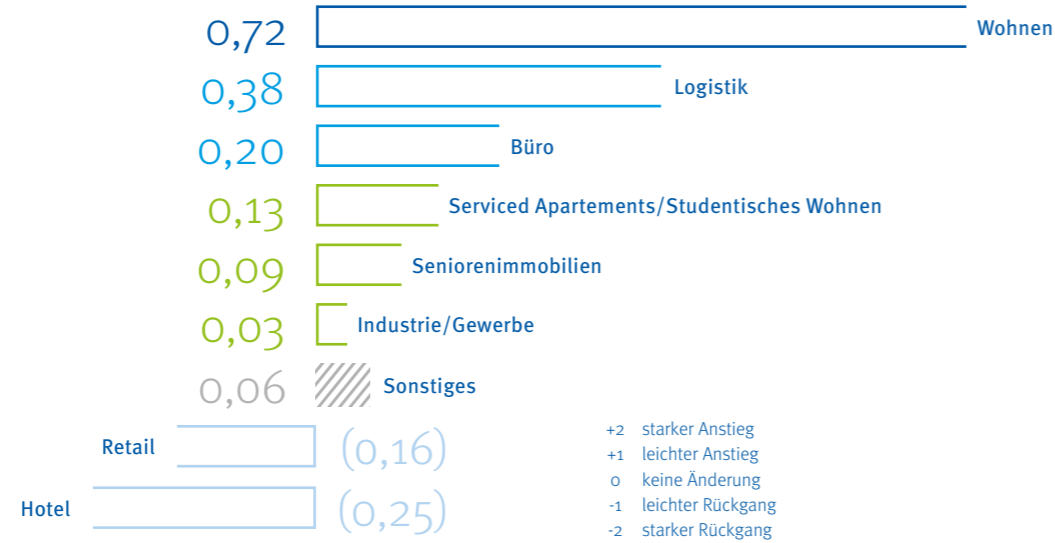 0,72 Wohnen
0,38 Logistik
0,20 Büro
0,13 Serviced Apartements/Studentisches Wohnen
0,09 Seniorenimmobilien
0,03 Industrie/Gewerbe
0,06 Sonstiges
Retail (0,16)
Hotel (0,25)
+2 starker Anstieg
+1 leichter Anstieg
0 keine Änderung
-1 leichter Rückgang
-2 starker Rückgang